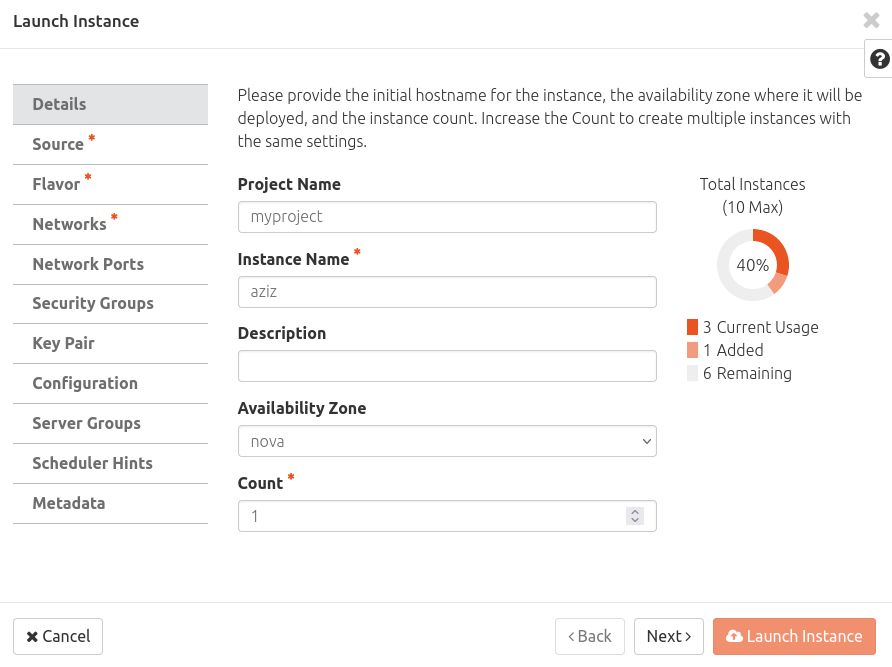 Launch Instance
Details
Source *
Flavor *
Networks *
Network Ports
Security Groups
Key Pair
Configuration
Server Groups
Scheduler Hints
Metadata
Please provide the initial hostname for the instance, the availability zone where it will be
deployed, and the instance count. Increase the Count to create multiple instances with
the same settings.
Project Name
myproject
Instance Name *
aziz
Description
Availability Zone
nova
Count *
1
Total Instances
(10 Max)
40%
3 Current Usage
1 Added
6 Remaining
Cancel
< Back
Next >
Launch Instance